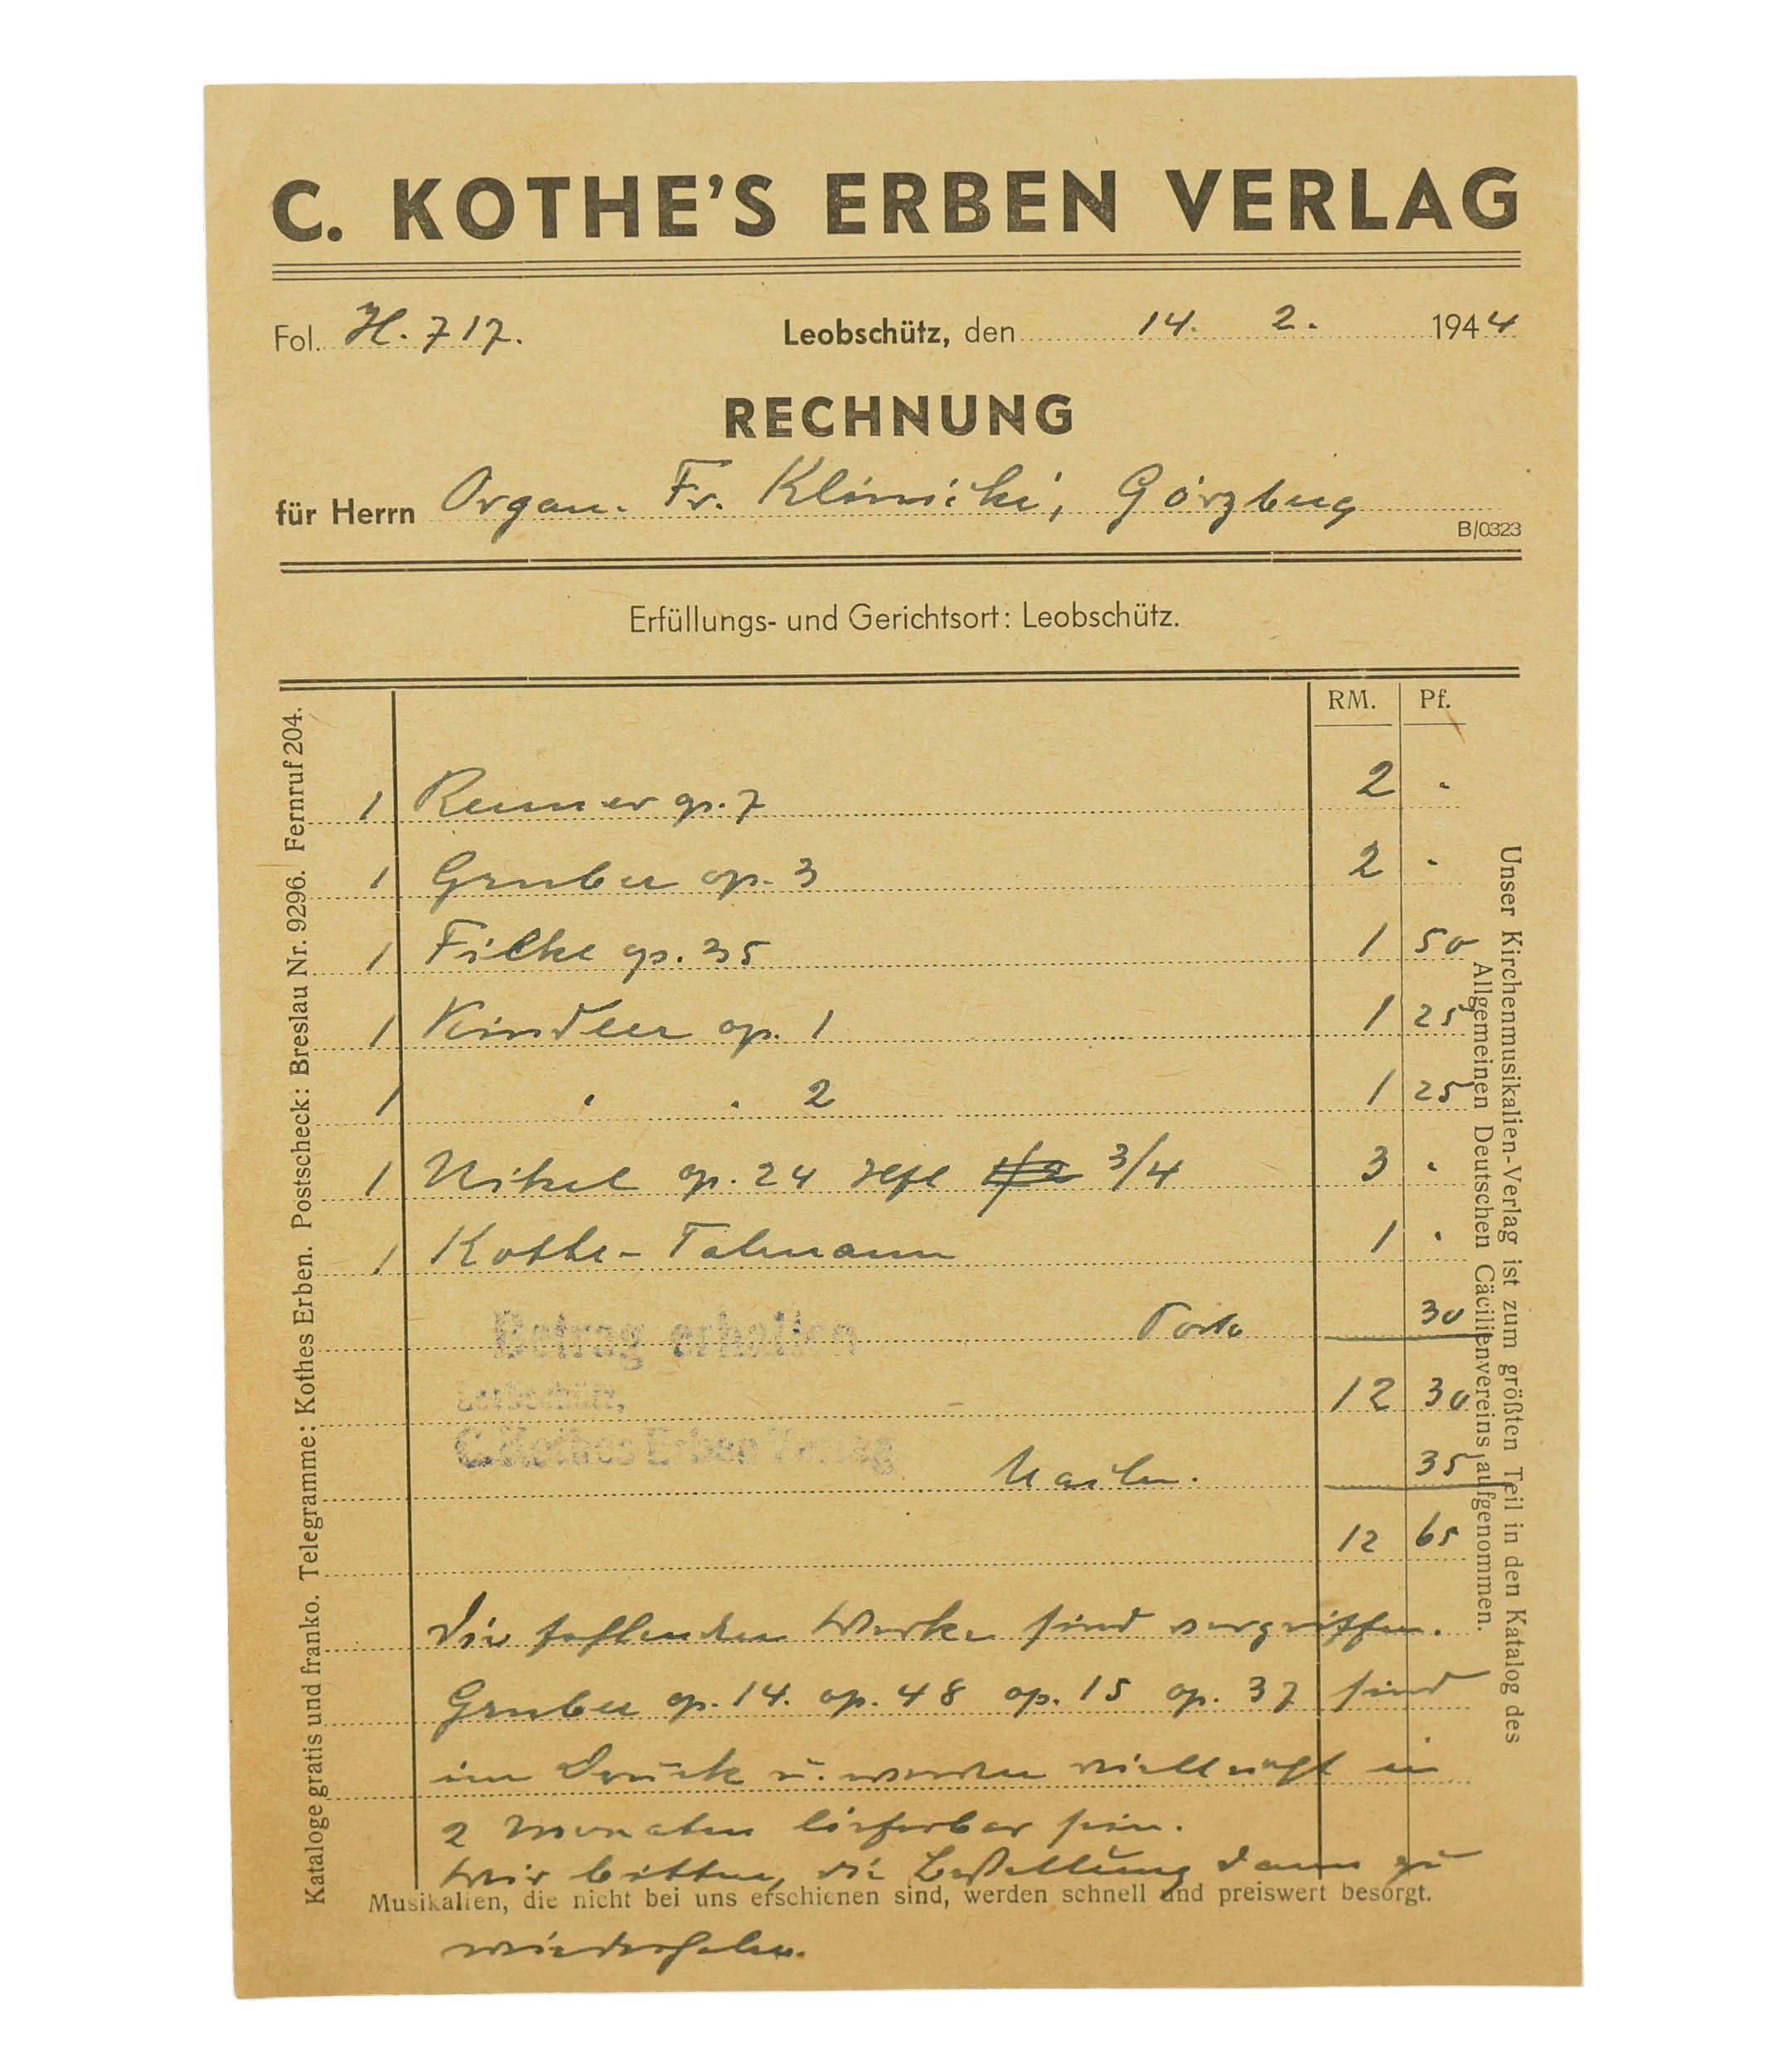 C. KOTHE'S ERBEN VERLAG
Fol. H. 717. Leobschütz, den 14. 2. 1944
RECHNUNG
für Herrn Organ. Fr. Klinicki, Görzberg
B/0323
Erfüllungs- und Gerichtsort: Leobschütz.
RM. Pf.
1 op. 7 2 -
1 Gruber op. 3 2 -
1 Filke op. 35 1 50
1 Kindler op. 1 1 25
1 " " 2 1 25
1 Nikel op. 24 Heft 3/4 3 -
1 Kothe- 1 -
Porto 30
Betrag erhalten
Leobschütz,
12 30
C. Kothes Erben Verlag
Nachn. 35
12 65
Die fehlenden Werke sind vergriffen.
Gruber op. 14. op. 48 op. 15 op. 37 sind
im Druck u. werden vielleicht in
2 Monaten lieferbar sein.
Wir bitten, die Bestellung dann zu
Musikalien, die nicht bei uns erschienen sind, werden schnell und preiswert besorgt.
wiederholen.
Kataloge gratis und franko. Telegramme: Kothes Erben. Postscheck: Breslau Nr. 9296. Fernruf 204.
Unser Kirchenmusikalien-Verlag ist zum größten Teil in den Katalog des
Allgemeinen Deutschen Cäcilienvereins aufgenommen.